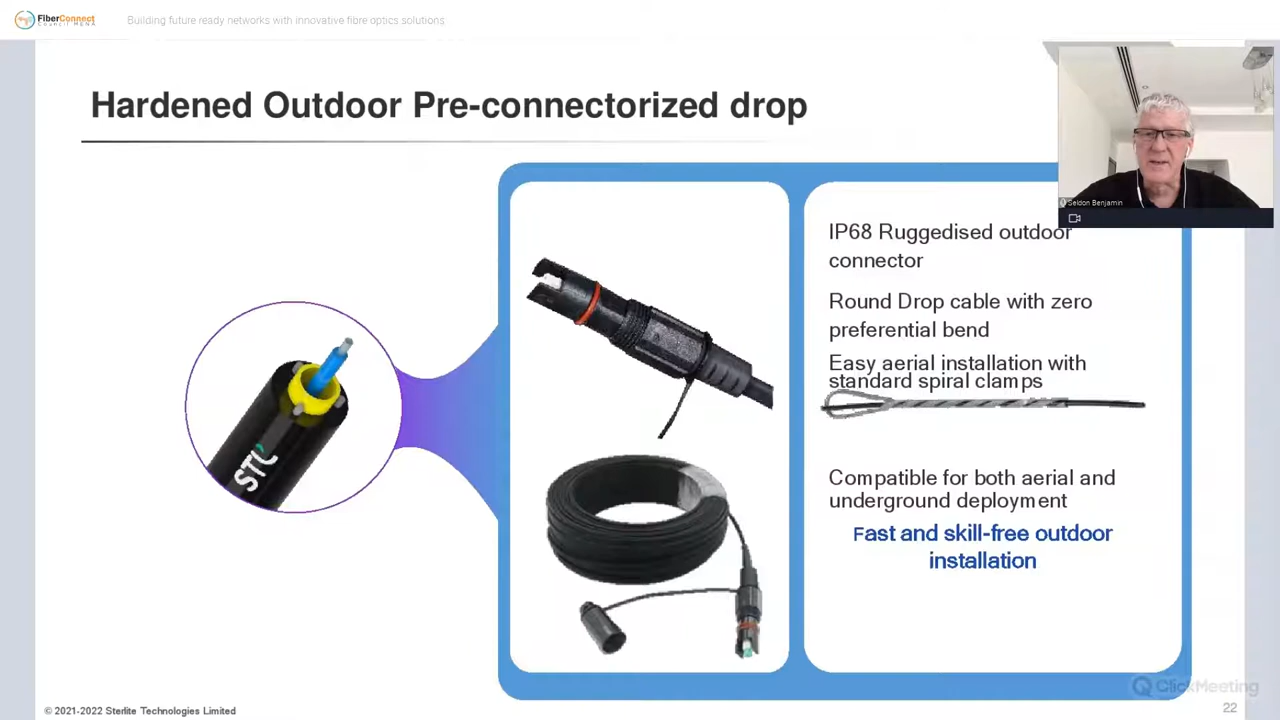 FiberConnect
Council MENA
Building future ready networks with innovative fibre optics solutions
Hardened Outdoor Pre-connectorized drop
Seldon Benjamin
IP68 Ruggedised outdoor
connector
Round Drop cable with zero
preferential bend
Easy aerial installation with
standard spiral clamps
STL
Compatible for both aerial and
underground deployment
Fast and skill-free outdoor
installation
ClickMeeting
© 2021-2022 Sterlite Technologies Limited
22